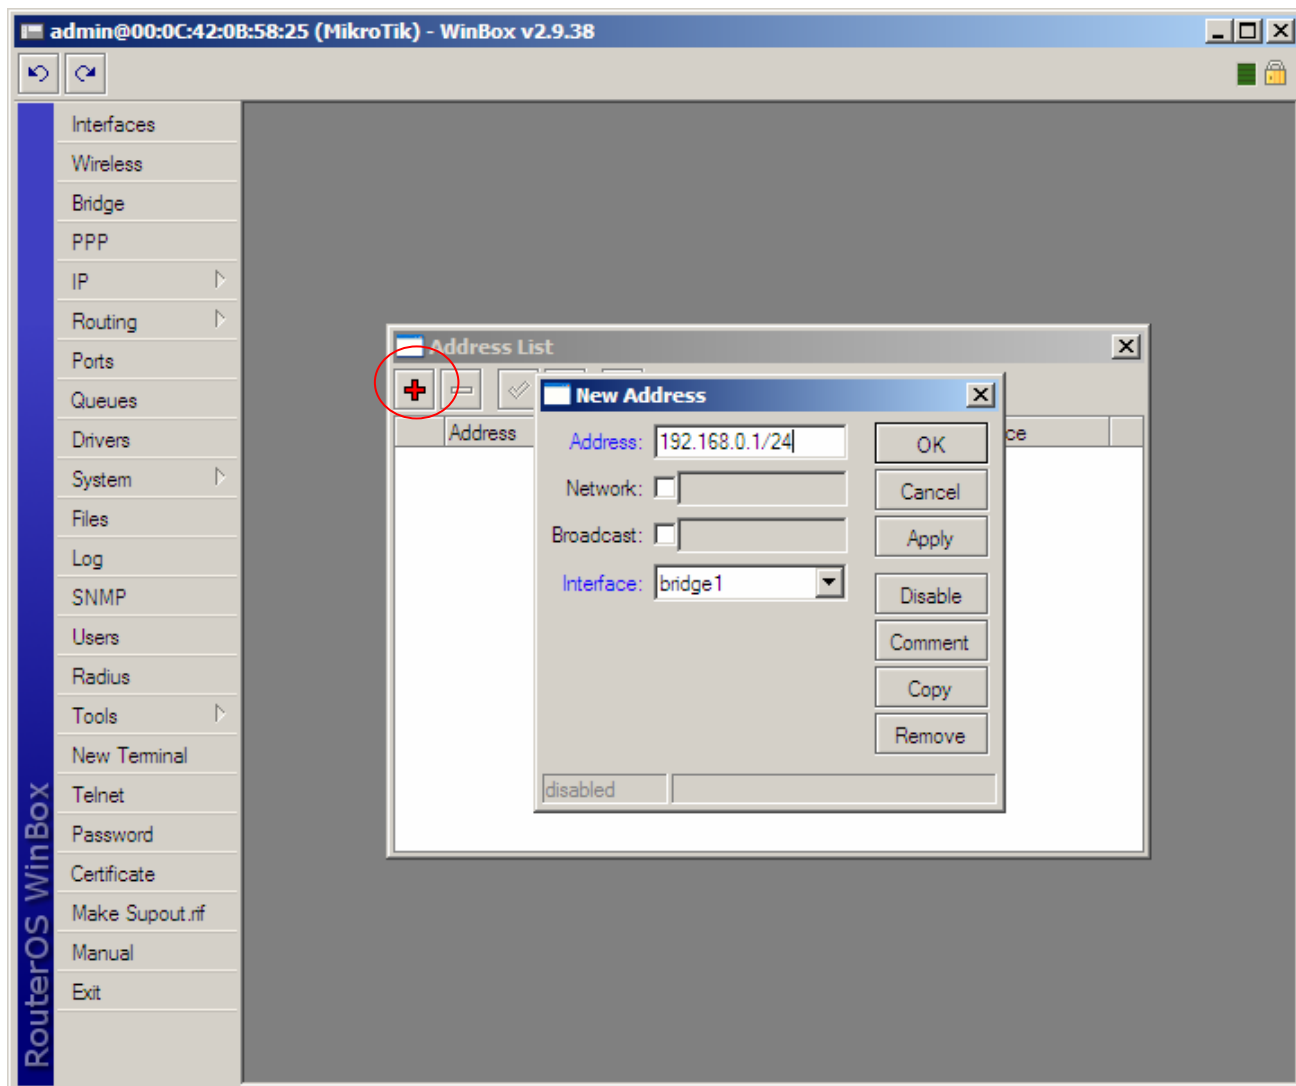 admin@00:0C:42:0B:58:25 (MikroTik) - WinBox v2.9.38
Interfaces
Wireless
Bridge
PPP
IP
Routing
Ports
Queues
Drivers
System
Files
Log
SNMP
Users
Radius
Tools
New Terminal
Telnet
Password
Certificate
Make Supout.rif
Manual
Exit
RouterOS WinBox
Address List
Address
ce
New Address
Address: 192.168.0.1/24
Network:
Broadcast:
Interface: bridge1
OK
Cancel
Apply
Disable
Comment
Copy
Remove
disabled